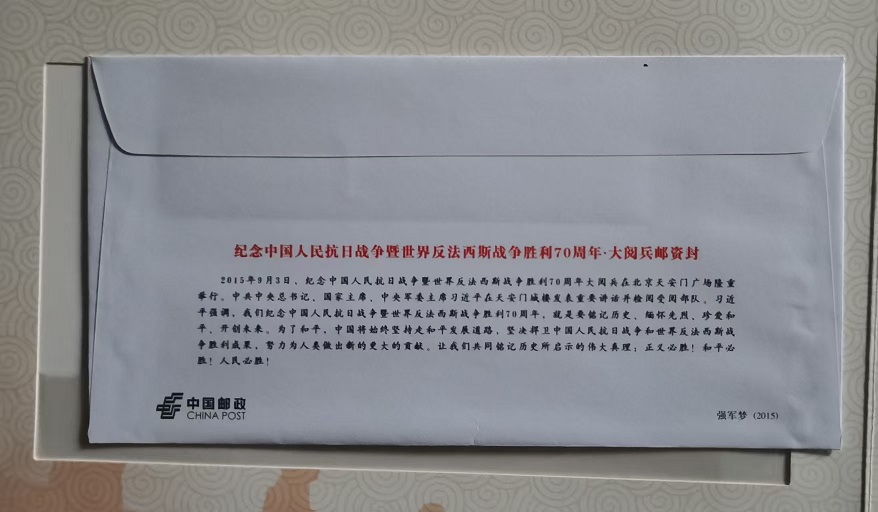 纪念中国人民抗日战争暨世界反法西斯战争胜利70周年·大阅兵邮资封
2015年9月3日，纪念中国人民抗日战争暨世界反法西斯战争胜利70周年大阅兵在北京天安门广场隆重
举行。中共中央总书记、国家主席、中央军委主席习近平在天安门城楼发表重要讲话并检阅受阅部队。习近
平强调，我们纪念中国人民抗日战争暨世界反法西斯战争胜利70周年，就是要铭记历史、缅怀先烈、珍爱和
平、开创未来。为了和平，中国将始终坚持走和平发展道路，坚决捍卫中国人民抗日战争和世界反法西斯战
争胜利成果，努力为人类做出新的更大的贡献。让我们共同铭记历史所启示的伟大真理：正义必胜！和平必
胜！人民必胜！
中国邮政
CHINA POST
强军梦 (2015)